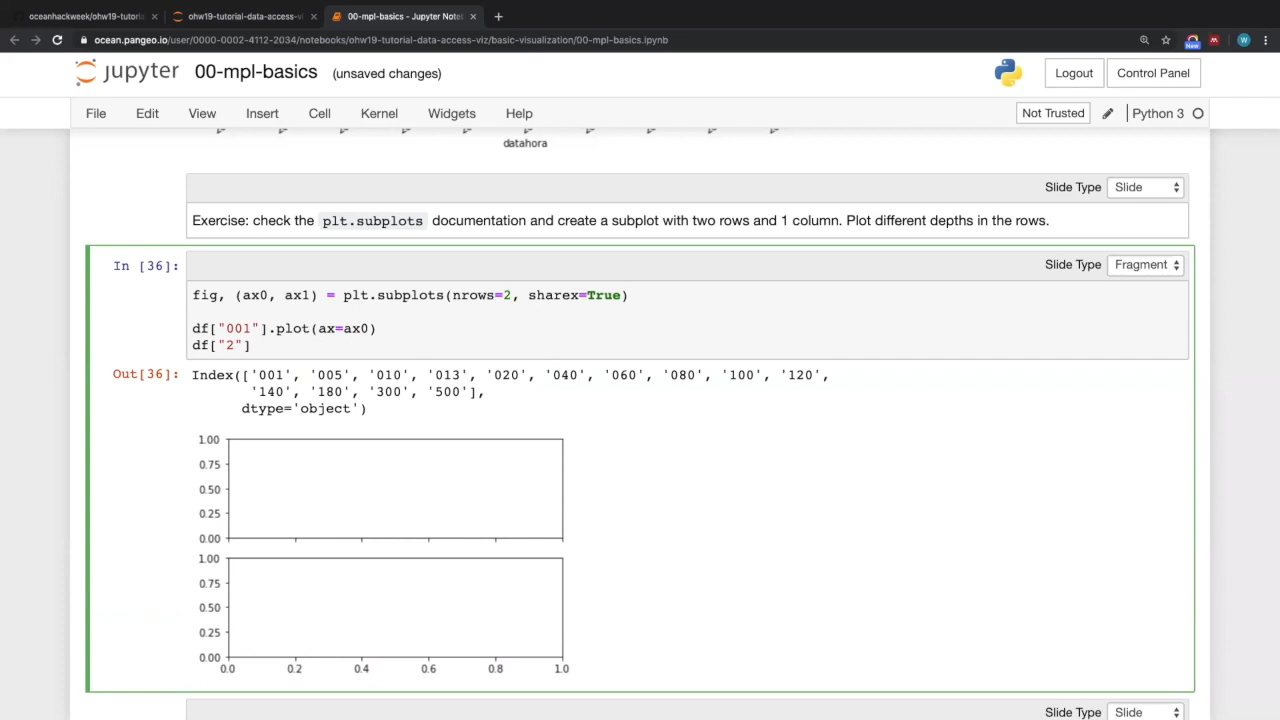 oceanhackweek/ohw19-tutorial
ohw19-tutorial-data-access-vi
00-mpl-basics - Jupyter Note
ocean.pangeo.io/user/0000-0002-4112-2034/notebooks/ohw19-tutorial-data-access-viz/basic-visualization/00-mpl-basics.ipynb
New
W
jupyter 00-mpl-basics (unsaved changes)
Logout
Control Panel
File Edit View Insert Cell Kernel Widgets Help
Not Trusted
Python 3
datahora
Slide Type Slide
Exercise: check the plt.subplots documentation and create a subplot with two rows and 1 column. Plot different depths in the rows.
In [36]:
Slide Type Fragment
fig, (ax0, ax1) = plt.subplots(nrows=2, sharex=True)
df["001"].plot(ax=ax0)
df["2"]
Out[36]:
Index(['001', '005', '010', '013', '020', '040', '060', '080', '100', '120',
'140', '180', '300', '500'],
dtype='object')
1.00
0.75
0.50
0.25
0.00
1.00
0.75
0.50
0.25
0.00
0.0 0.2 0.4 0.6 0.8 1.0
Slide Type Slide